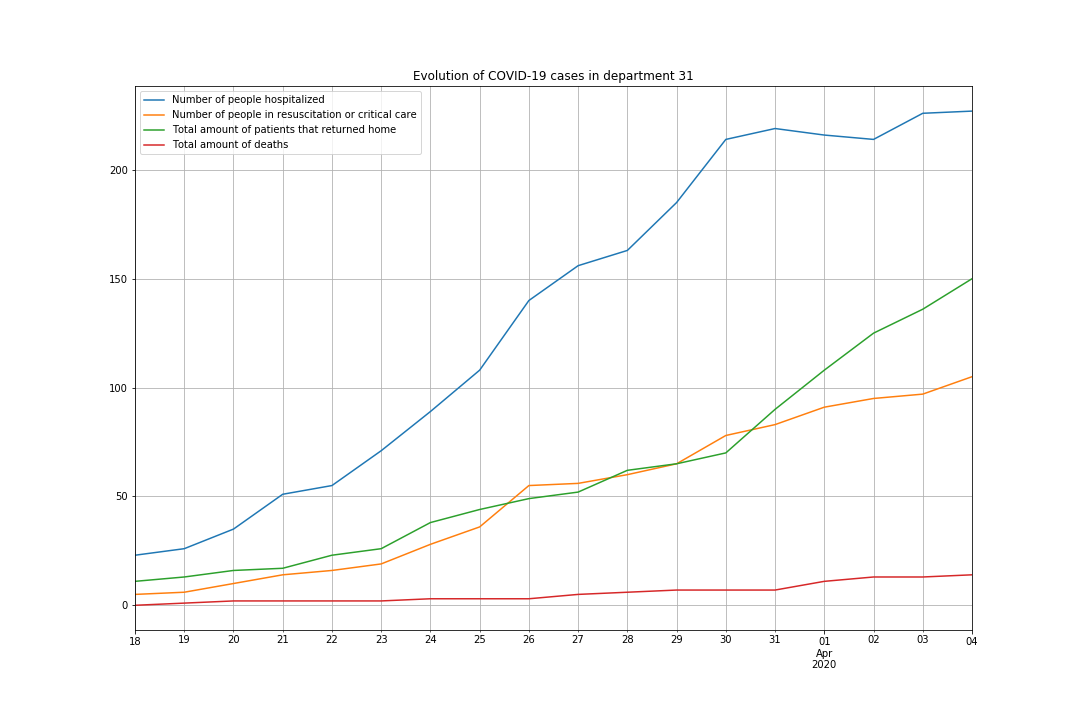 Evolution of COVID-19 cases in department 31
Number of people hospitalized
Number of people in resuscitation or critical care
Total amount of patients that returned home
Total amount of deaths
200
150
100
50
0
18 19 20 21 22 23 24 25 26 27 28 29 30 31 01 02 03 04
Apr
2020